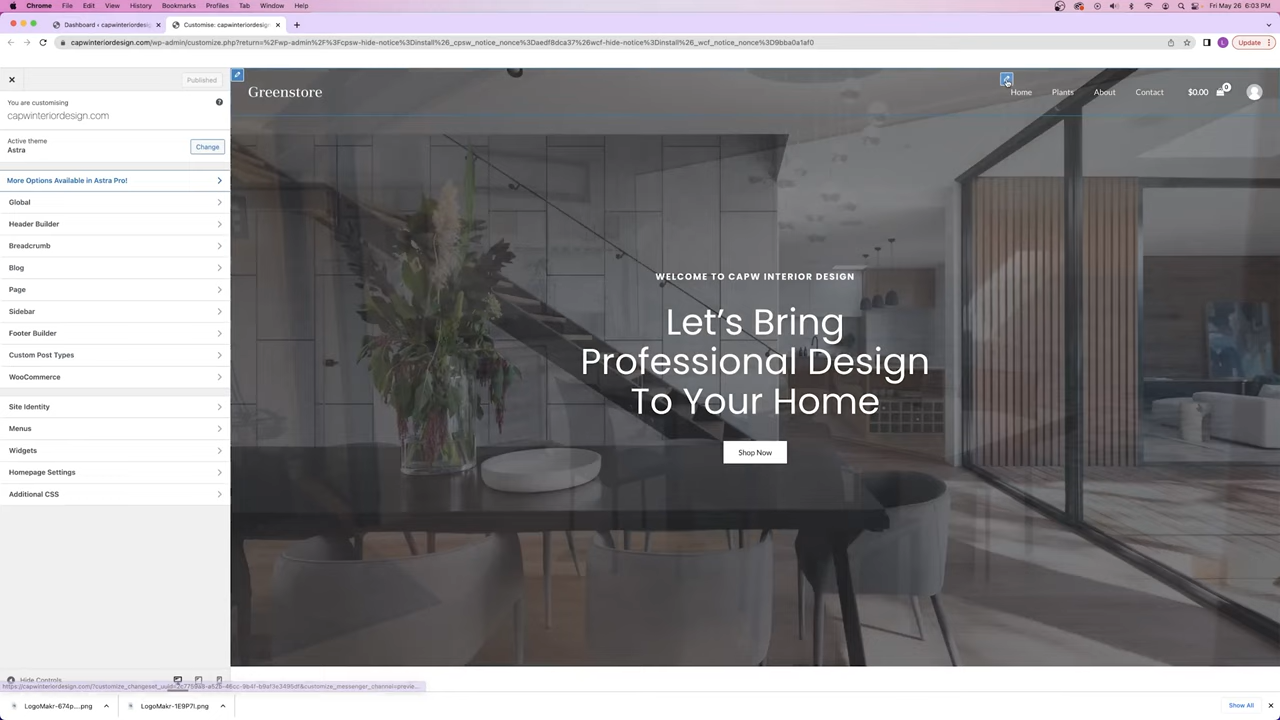 Chrome File Edit View History Bookmarks Profiles Tab Window Help
Fri May 26 6:03 PM
Dashboard ‹ capwinteriordesign
Customise: capwinteriordesign
capwinteriordesign.com/wp-admin/customize.php?return=%2Fwp-admin%2F%3Fcpsw-hide-notice%3Dinstall%26_cpsw_notice_nonce%3Daedf8dca37%26wcf-hide-notice%3Dinstall%26_wcf_notice_nonce%3D9bba0a1af0
L
Update
Published
You are customising
capwinteriordesign.com
Active theme
Astra
Change
More Options Available in Astra Pro!
Global
Header Builder
Breadcrumb
Blog
Page
Sidebar
Footer Builder
Custom Post Types
WooCommerce
Site Identity
Menus
Widgets
Homepage Settings
Additional CSS
Hide Controls
Greenstore
Home Plants About Contact $0.00 0
WELCOME TO CAPW INTERIOR DESIGN
Let's Bring
Professional Design
To Your Home
Shop Now
LogoMakr-674p....png
LogoMakr-1E9P7I.png
Show All